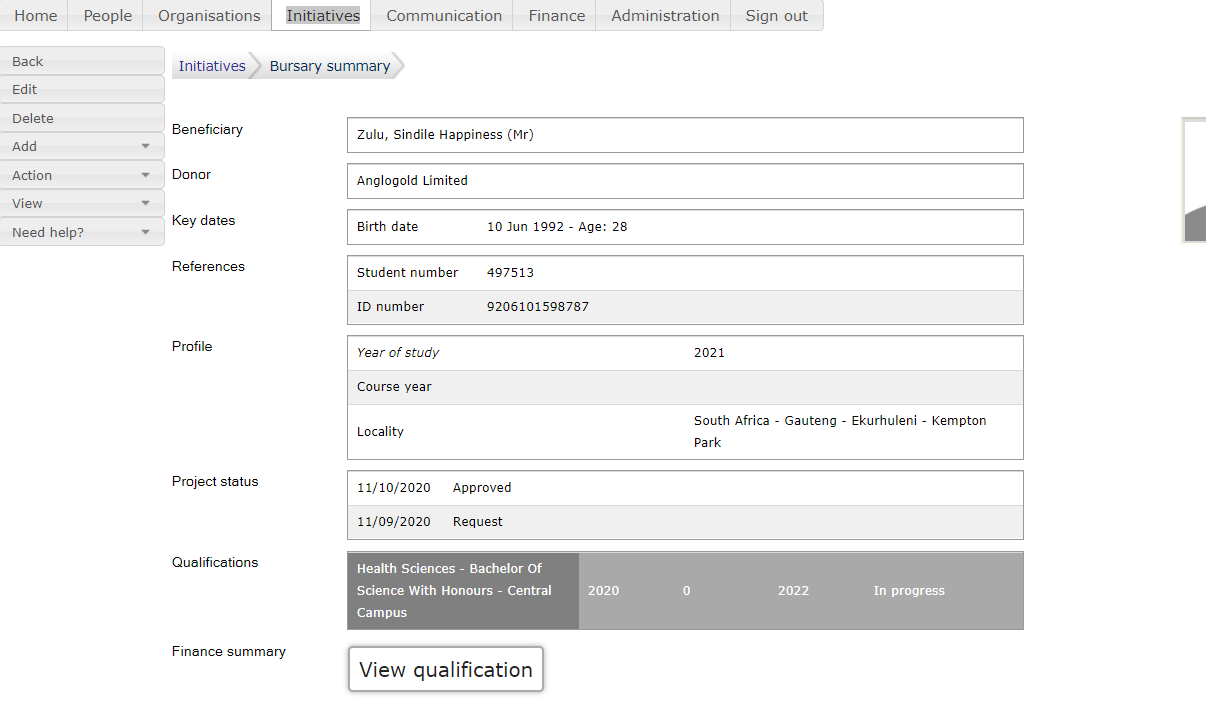 Home People Organisations Initiatives Communication Finance Administration Sign out
Back
Edit
Delete
Add
Action
View
Need help?
Initiatives Bursary summary
Beneficiary Zulu, Sindile Happiness (Mr)
Donor Anglogold Limited
Key dates Birth date 10 Jun 1992 - Age: 28
References Student number 497513
ID number 9206101598787
Profile Year of study 2021
Course year
Locality South Africa - Gauteng - Ekurhuleni - Kempton
Park
Project status 11/10/2020 Approved
11/09/2020 Request
Qualifications Health Sciences - Bachelor Of
Science With Honours - Central 2020 0 2022 In progress
Campus
Finance summary View qualification